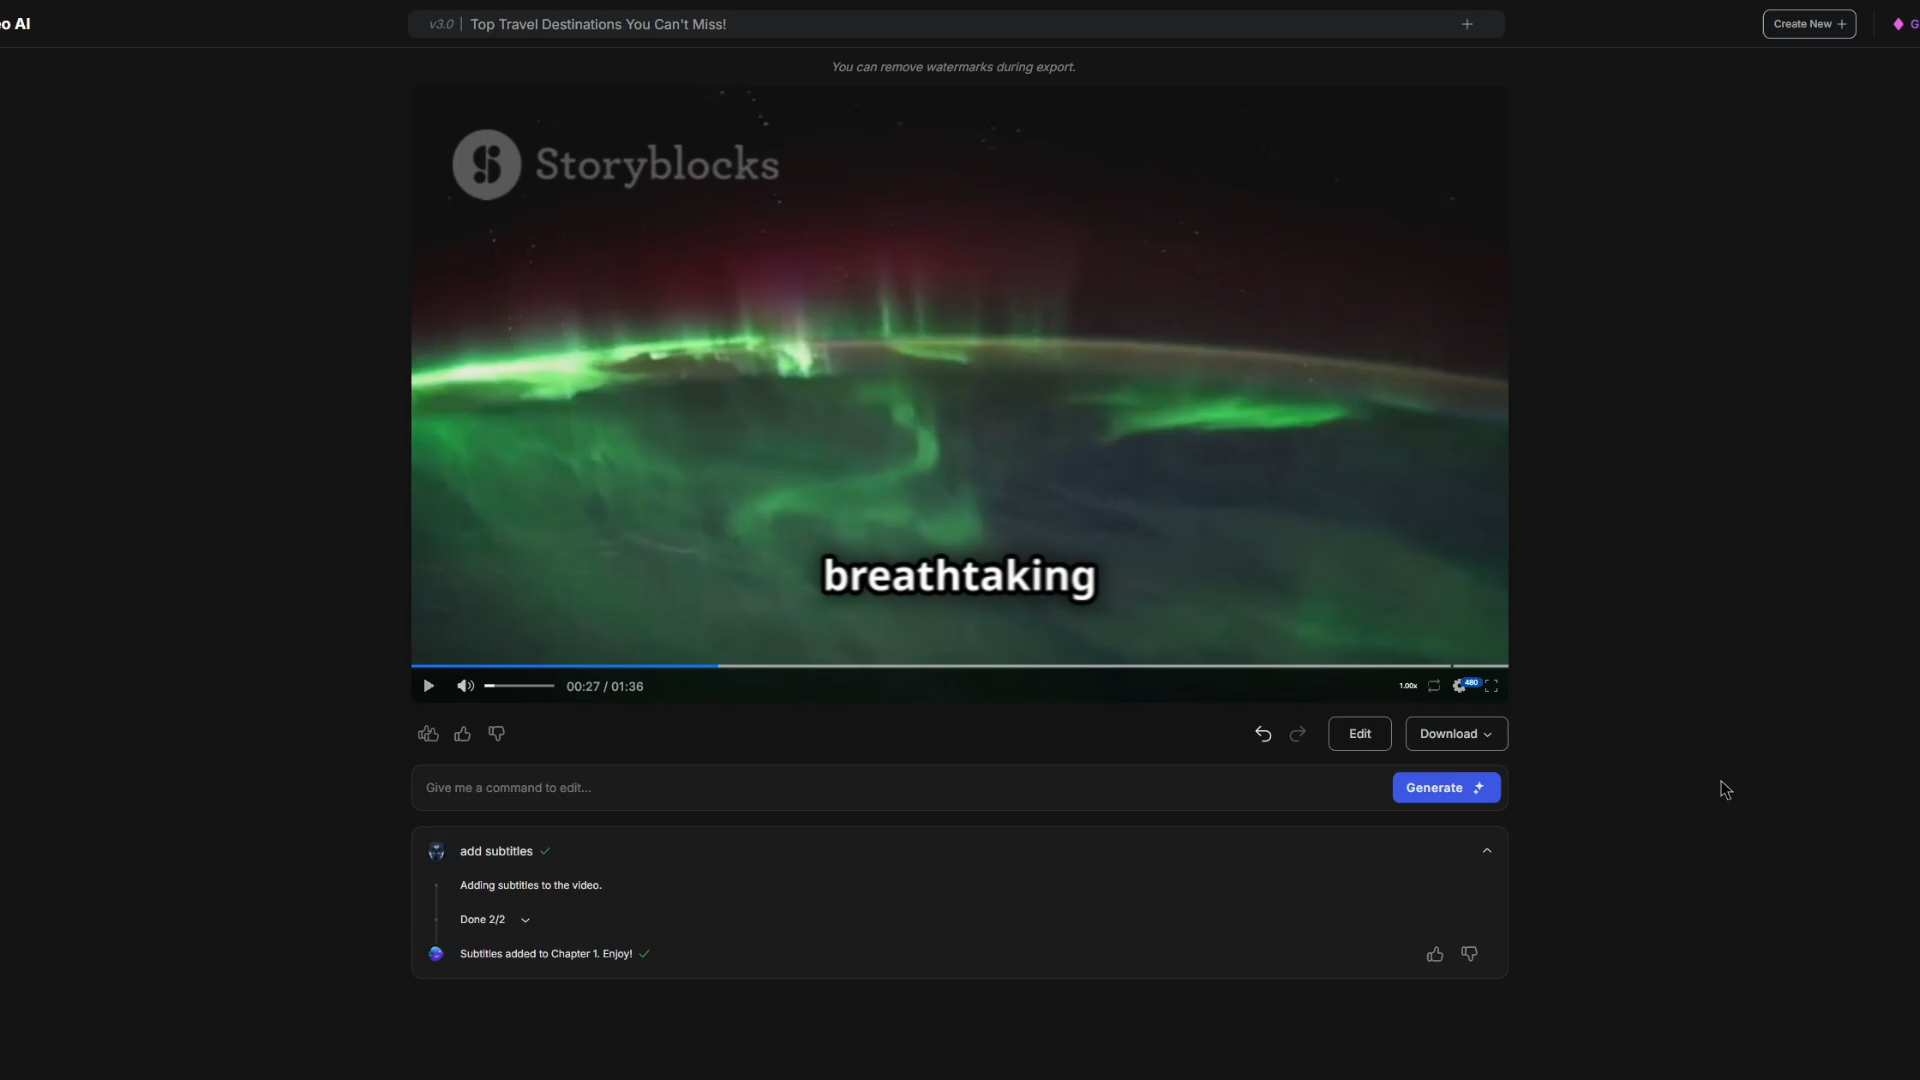 eo AI
v3.0 | Top Travel Destinations You Can't Miss! +
Create New +
G
You can remove watermarks during export.
Storyblocks
breathtaking
00:27 / 01:36
1.00x
480
Edit
Download
Give me a command to edit...
Generate
add subtitles
Adding subtitles to the video.
Done 2/2
Subtitles added to Chapter 1. Enjoy!